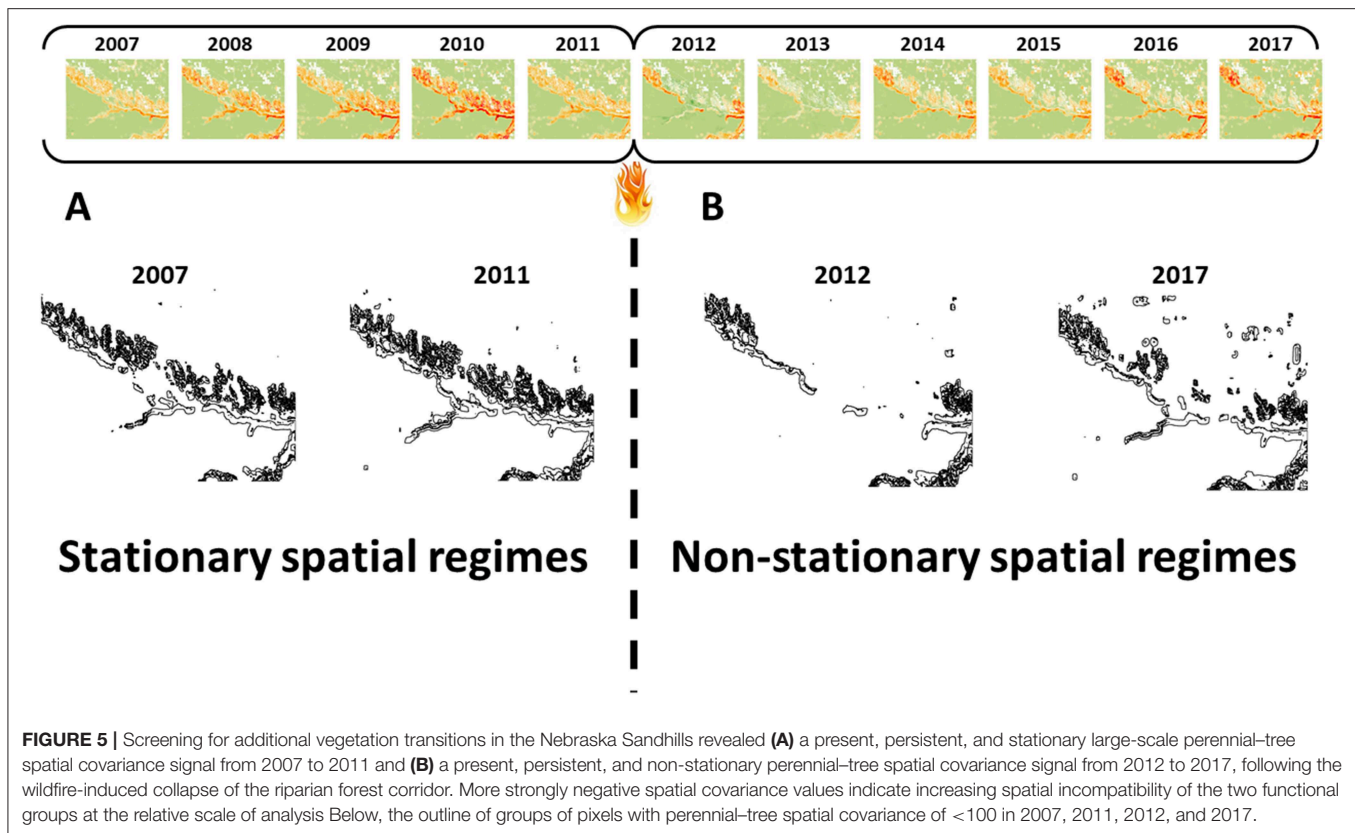 2007 2008 2009 2010 2011 2012 2013 2014 2015 2016 2017
A B
2007 2011 2012 2017
Stationary spatial regimes Non-stationary spatial regimes
FIGURE 5 | Screening for additional vegetation transitions in the Nebraska Sandhills revealed (A) a present, persistent, and stationary large-scale perennial–tree
spatial covariance signal from 2007 to 2011 and (B) a present, persistent, and non-stationary perennial–tree spatial covariance signal from 2012 to 2017, following the
wildfire-induced collapse of the riparian forest corridor. More strongly negative spatial covariance values indicate increasing spatial incompatibility of the two functional
groups at the relative scale of analysis Below, the outline of groups of pixels with perennial–tree spatial covariance of <100 in 2007, 2011, 2012, and 2017.